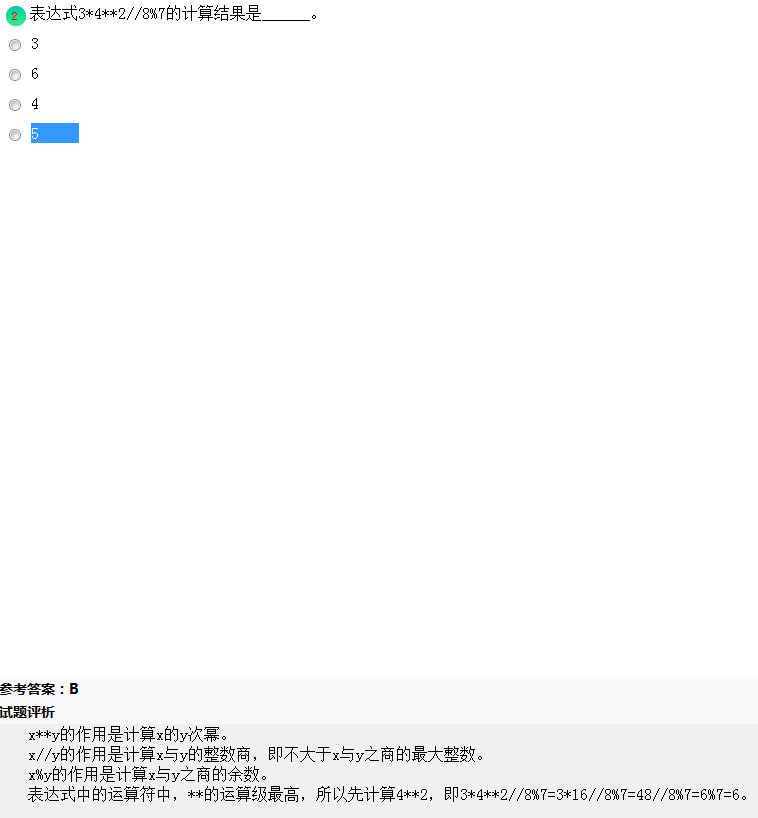 2 表达式3*4**2//8%7的计算结果是______。
3
6
4
5
参考答案：B
试题评析
x**y的作用是计算x的y次幂。
x//y的作用是计算x与y的整数商，即不大于x与y之商的最大整数。
x%y的作用是计算x与y之商的余数。
表达式中的运算符中，**的运算级最高，所以先计算4**2，即3*4**2//8%7=3*16//8%7=48//8%7=6%7=6。